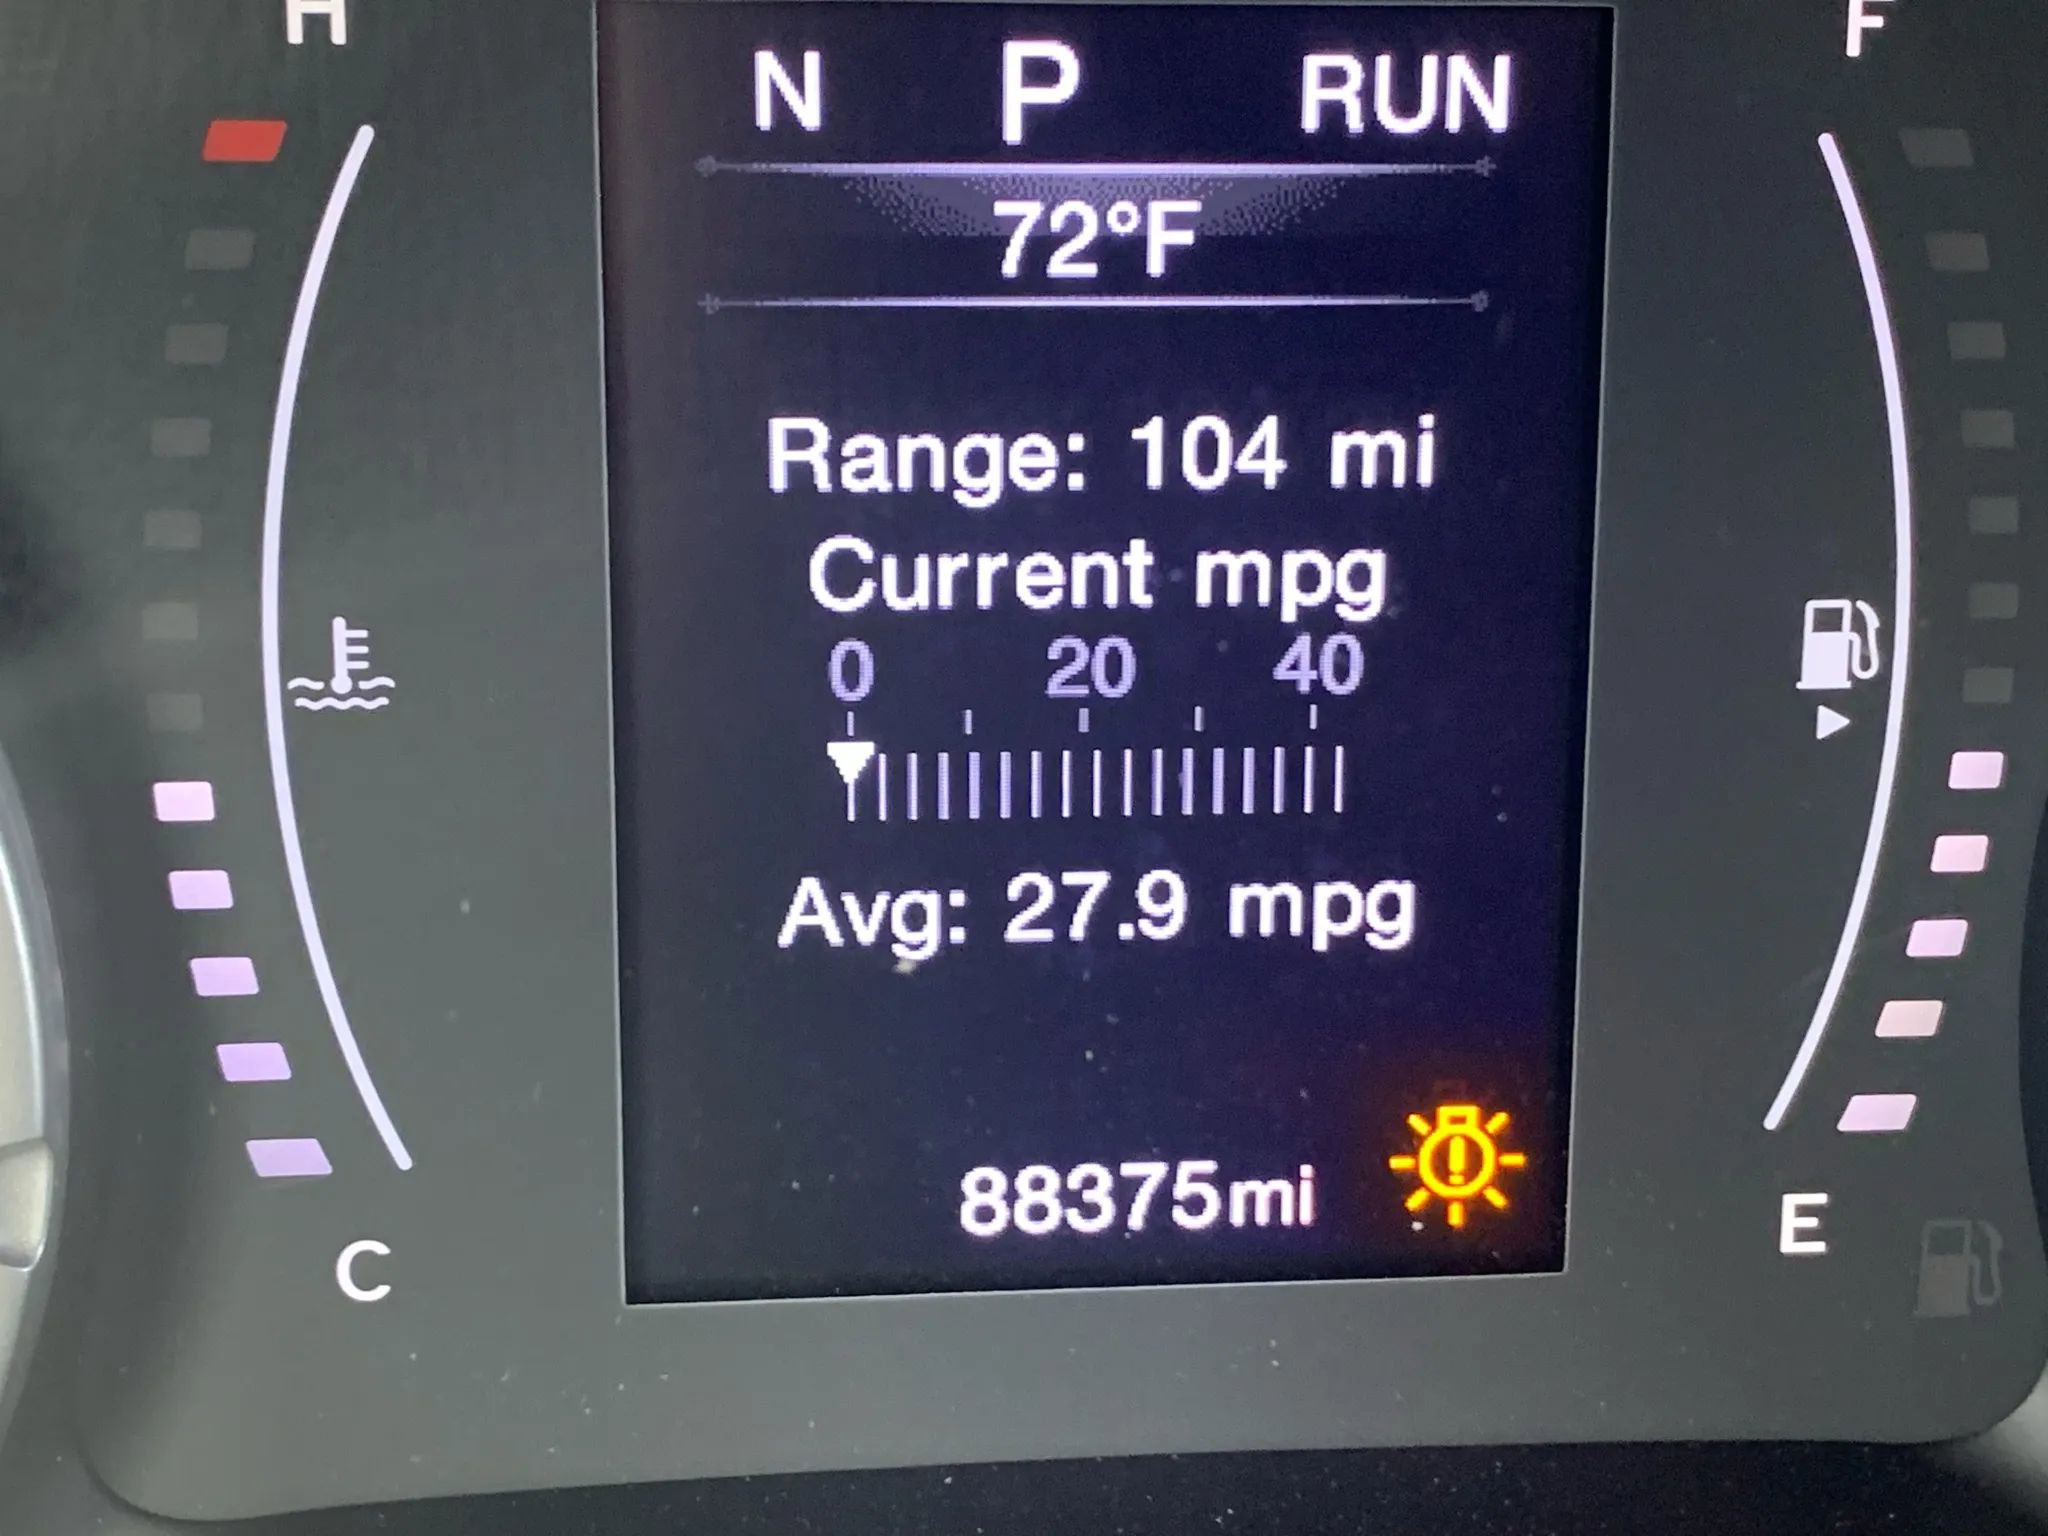 H
F
N P RUN
72°F
Range: 104 mi
Current mpg
0 20 40
Avg: 27.9 mpg
88375mi
C
E